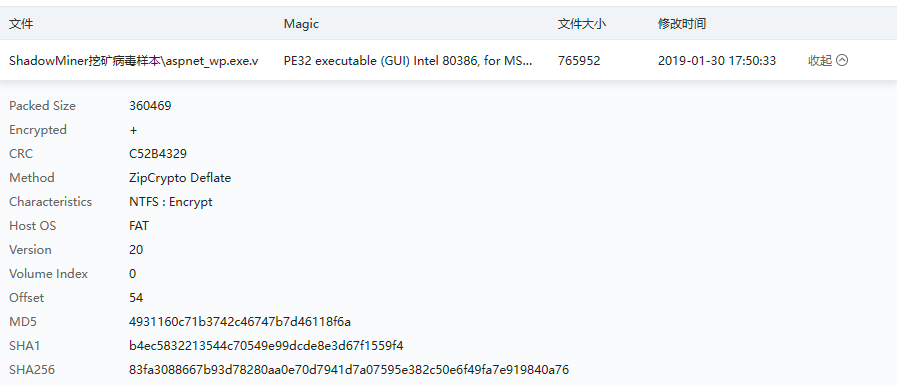 文件 Magic 文件大小 修改时间
ShadowMiner挖矿病毒样本\aspnet_wp.exe.v PE32 executable (GUI) Intel 80386, for MS... 765952 2019-01-30 17:50:33 收起
Packed Size 360469
Encrypted +
CRC C52B4329
Method ZipCrypto Deflate
Characteristics NTFS : Encrypt
Host OS FAT
Version 20
Volume Index 0
Offset 54
MD5 4931160c71b3742c46747b7d46118f6a
SHA1 b4ec5832213544c70549e99dcde8e3d67f1559f4
SHA256 83fa3088667b93d78280aa0e70d7941d7a07595e382c50e6f49fa7e919840a76